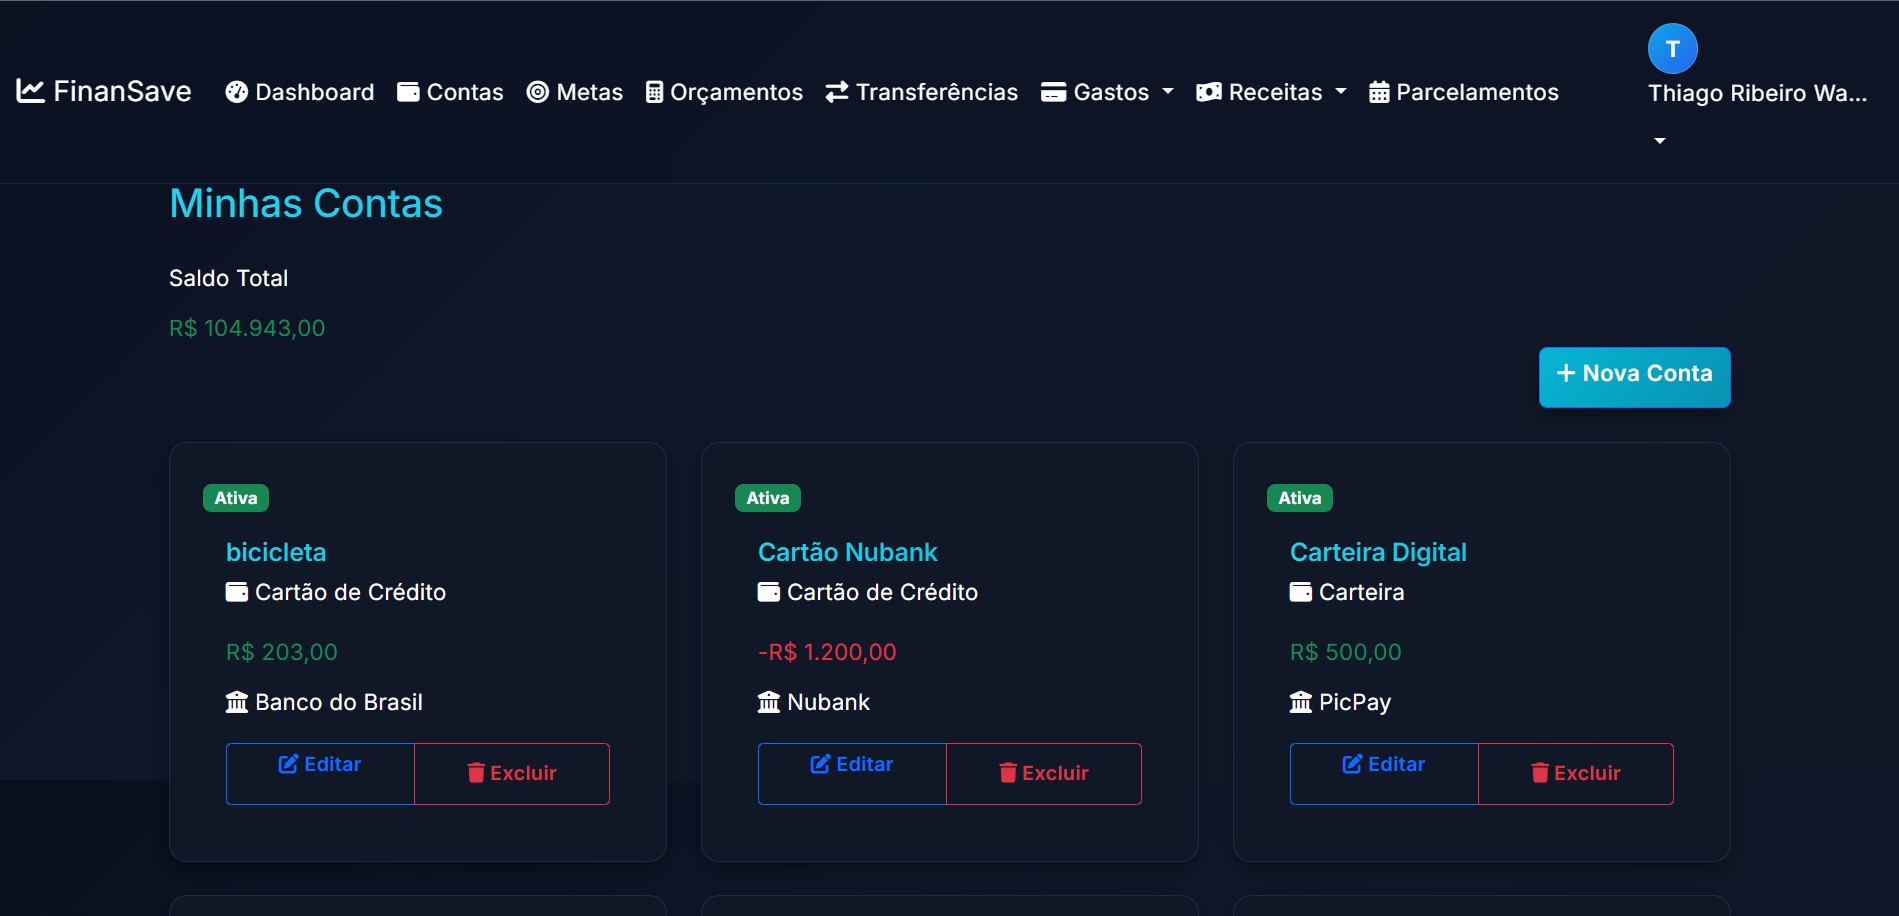 T
FinanSave Dashboard Contas Metas Orçamentos Transferências Gastos Receitas Parcelamentos Thiago Ribeiro Wa...
Minhas Contas
Saldo Total
R$ 104.943,00
+ Nova Conta
Ativa
bicicleta
Cartão de Crédito
R$ 203,00
Banco do Brasil
Editar Excluir
Ativa
Cartão Nubank
Cartão de Crédito
-R$ 1.200,00
Nubank
Editar Excluir
Ativa
Carteira Digital
Carteira
R$ 500,00
PicPay
Editar Excluir